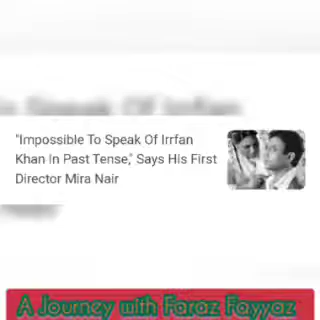 "Impossible To Speak Of Irrfan
Khan In Past Tense," Says His First
Director Mira Nair
A Journey with Faraz Fayyaz